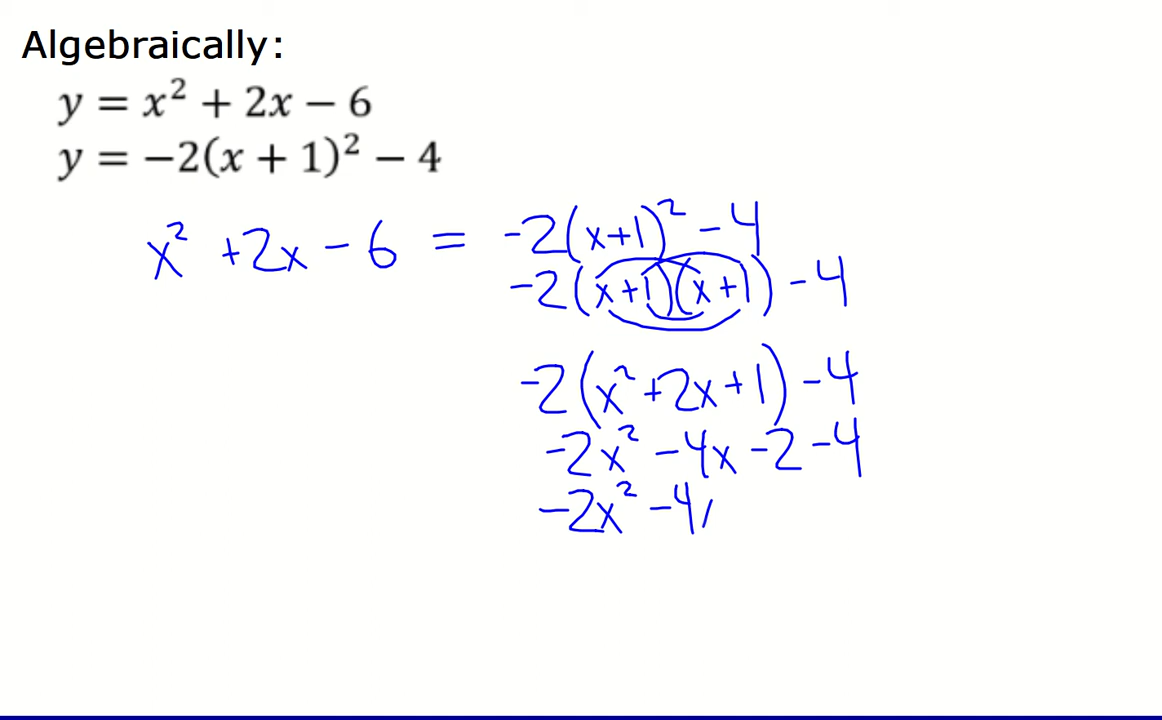 Algebraically:
y = x² + 2x − 6
y = −2(x + 1)² − 4
x² +2x − 6 = -2(x+1)² − 4
-2((x+1)(x+1)) − 4
-2(x² +2x +1) − 4
-2x² − 4x − 2 − 4
-2x² − 4